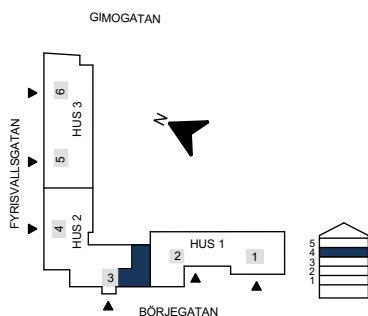 GIMOGATAN
N
FYRISVALLSGATAN
6
HUS 3
5
4
HUS 2
3
HUS 1
2
1
5
4
3
2
1
BÖRJEGATAN